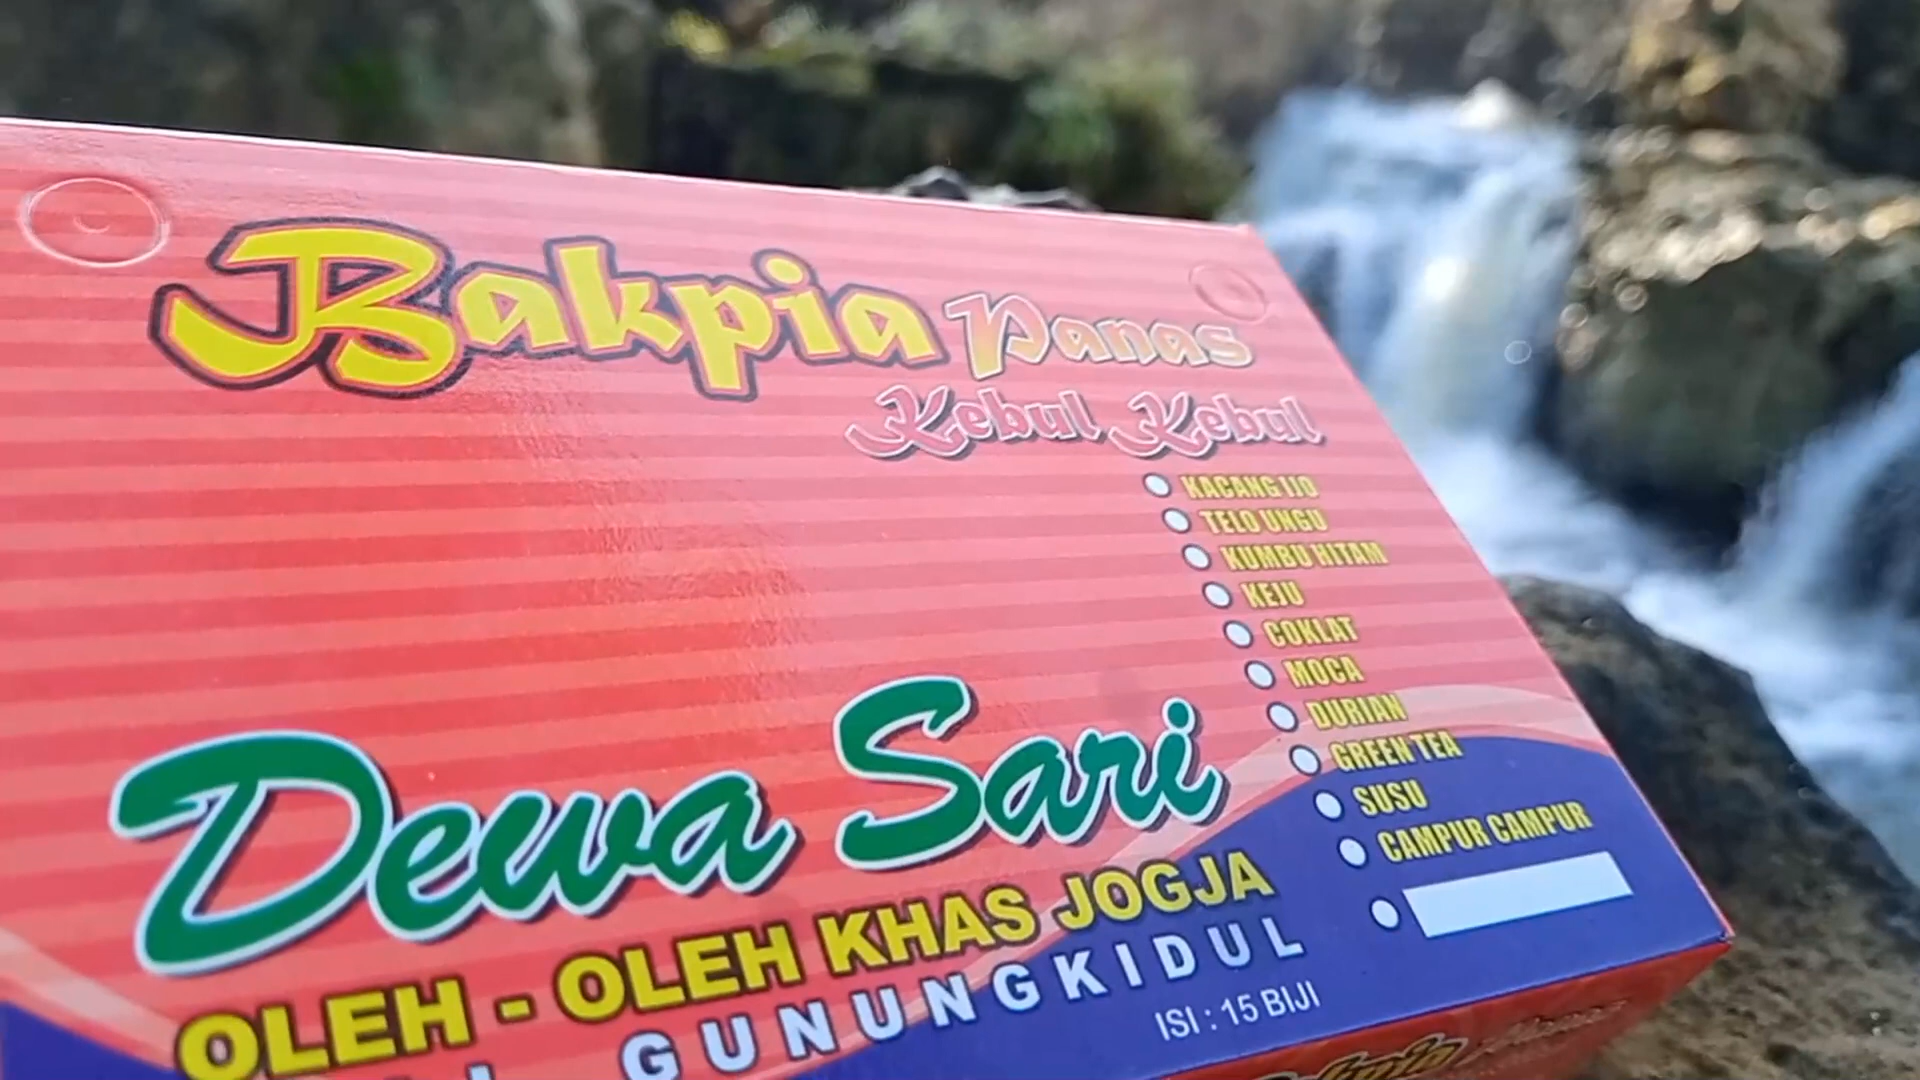 Bakpia Panas
Kebul Kebul
KACANG IJO
TELO UNGU
KUMBU HITAM
KEJU
COKLAT
MOCA
DURIAN
GREEN TEA
SUSU
CAMPUR CAMPUR
Dewa Sari
OLEH - OLEH KHAS JOGJA
GUNUNGKIDUL
ISI : 15 BIJI